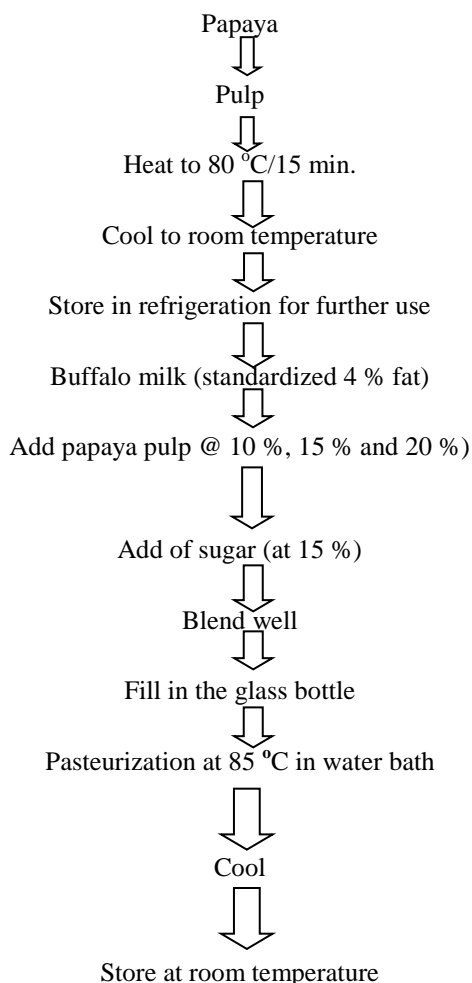 Papaya
Pulp
Heat to 80 °C/15 min.
Cool to room temperature
Store in refrigeration for further use
Buffalo milk (standardized 4 % fat)
Add papaya pulp @ 10 %, 15 % and 20 %)
Add of sugar (at 15 %)
Blend well
Fill in the glass bottle
Pasteurization at 85 °C in water bath
Cool
Store at room temperature